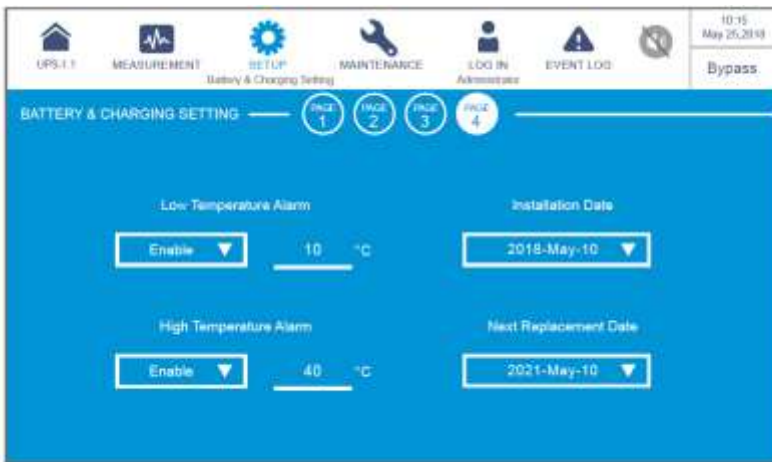 10:15
May 25,2018
UPS-1.1
MEASUREMENT
SETUP
MAINTENANCE
LOG IN
EVENT LOG
Bypass
Battery & Charging Setting
Administrator
BATTERY & CHARGING SETTING
PAGE
1
PAGE
2
PAGE
3
PAGE
4
Low Temperature Alarm
Installation Date
Enable
10
°C
2018-May-10
High Temperature Alarm
Next Replacement Date
Enable
40
°C
2021-May-10